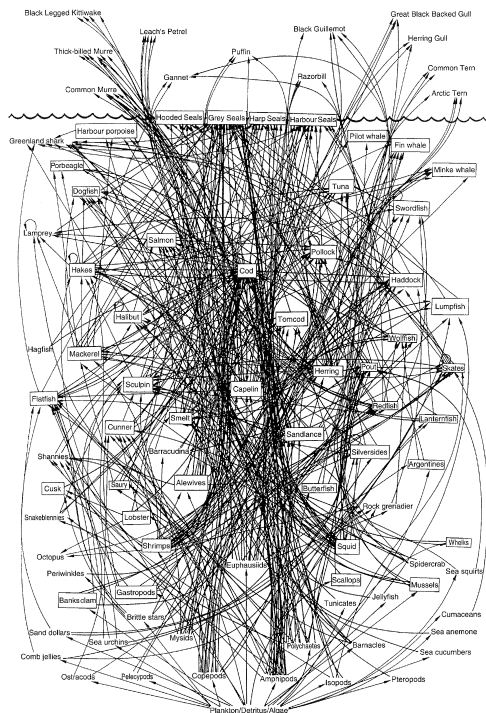 Black Legged Kittiwake
Great Black Backed Gull
Leach's Petrel
Black Guillemot
Herring Gull
Thick-billed Murre
Puffin
Common Tern
Gannet
Razorbill
Common Murre
Arctic Tern
Hooded Seals
Grey Seals
Harp Seals
Harbour Seals
Harbour porpoise
Pilot whale
Greenland shark
Fin whale
Porbeagle
Minke whale
Dogfish
Tuna
Swordfish
Lamprey
Salmon
Pollock
Hakes
Cod
Haddock
Lumpfish
Halibut
Tomcod
Wolffish
Hagfish
Mackerel
Herring
Pout
Skates
Sculpin
Capelin
Flatfish
Redfish
Smelt
Lanternfish
Cunner
Sandlance
Shannies
Barracudina
Silversides
Argentines
Cusk
Saury
Alewives
Butterfish
Rock grenadier
Snakeblennies
Lobster
Shrimps
Squid
Whelks
Octopus
Euphausiids
Spidercrab
Sea squirts
Periwinkles
Scallops
Mussels
Banksclam
Gastropods
Jellyfish
Tunicates
Brittle stars
Cumaceans
Sand dollars
Sea urchins
Mysids
Polychaetes
Barnacles
Sea anemone
Comb jellies
Sea cucumbers
Ostracods
Pelecypods
Copepods
Amphipods
Isopods
Pteropods
Plankton/Detritus/Algae